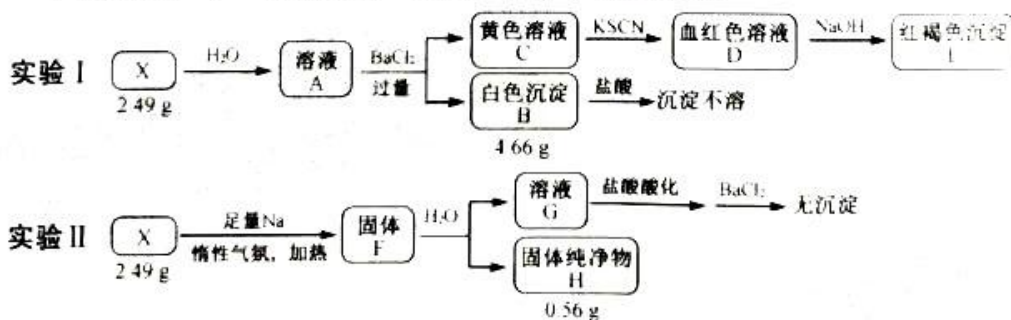 实验Ⅰ X H₂O 溶液 A BaCl₂ 过量 黄色溶液 C KSCN 血红色溶液 D NaOH 红褐色沉淀
白色沉淀 B 盐酸 沉淀不溶
2.49 g 4.66 g
实验Ⅱ X 足量Na 惰性气氛，加热 固体 F H₂O 溶液 G 盐酸酸化 BaCl₂ 无沉淀
固体纯净物 H
2.49 g 0.56 g